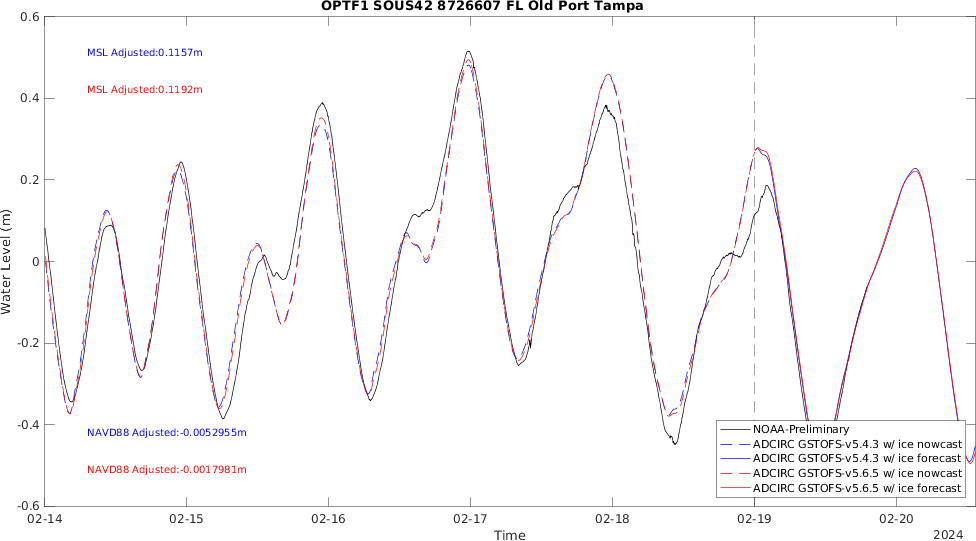 OPTF1 SOUS42 8726607 FL Old Port Tampa
0.6
MSL Adjusted:0.1157m
MSL Adjusted:0.1192m
0.4
0.2
0
-0.2
-0.4
-0.6
Water Level (m)
NAVD88 Adjusted:-0.0052955m
NAVD88 Adjusted:-0.0017981m
NOAA-Preliminary
ADCIRC GSTOFS-v5.4.3 w/ ice nowcast
ADCIRC GSTOFS-v5.4.3 w/ ice forecast
ADCIRC GSTOFS-v5.6.5 w/ ice nowcast
ADCIRC GSTOFS-v5.6.5 w/ ice forecast
02-14 02-15 02-16 02-17 02-18 02-19 02-20
Time
2024